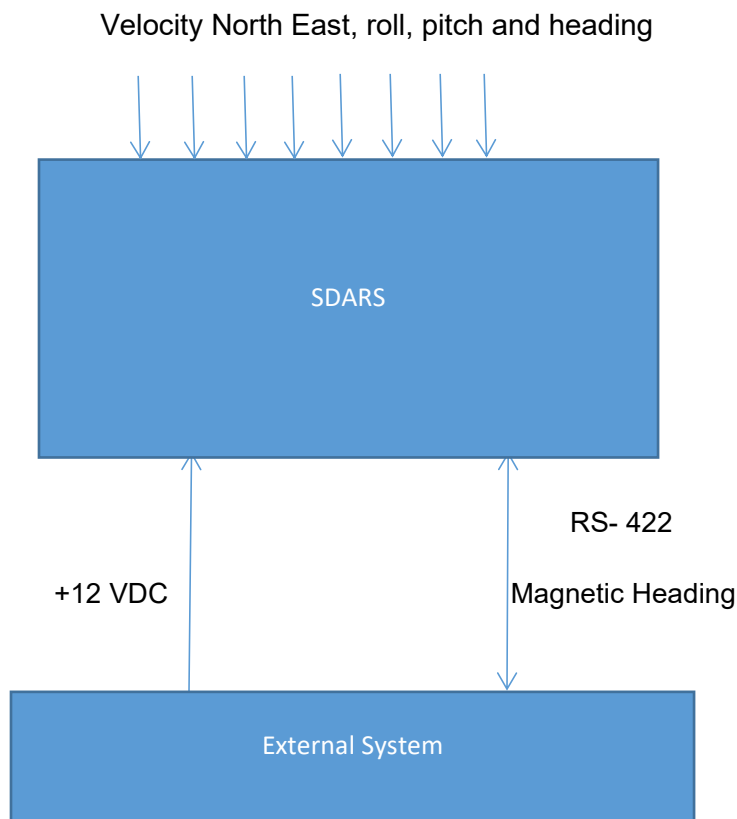 Velocity North East, roll, pitch and heading
SDARS
RS- 422
+12 VDC
Magnetic Heading
External System